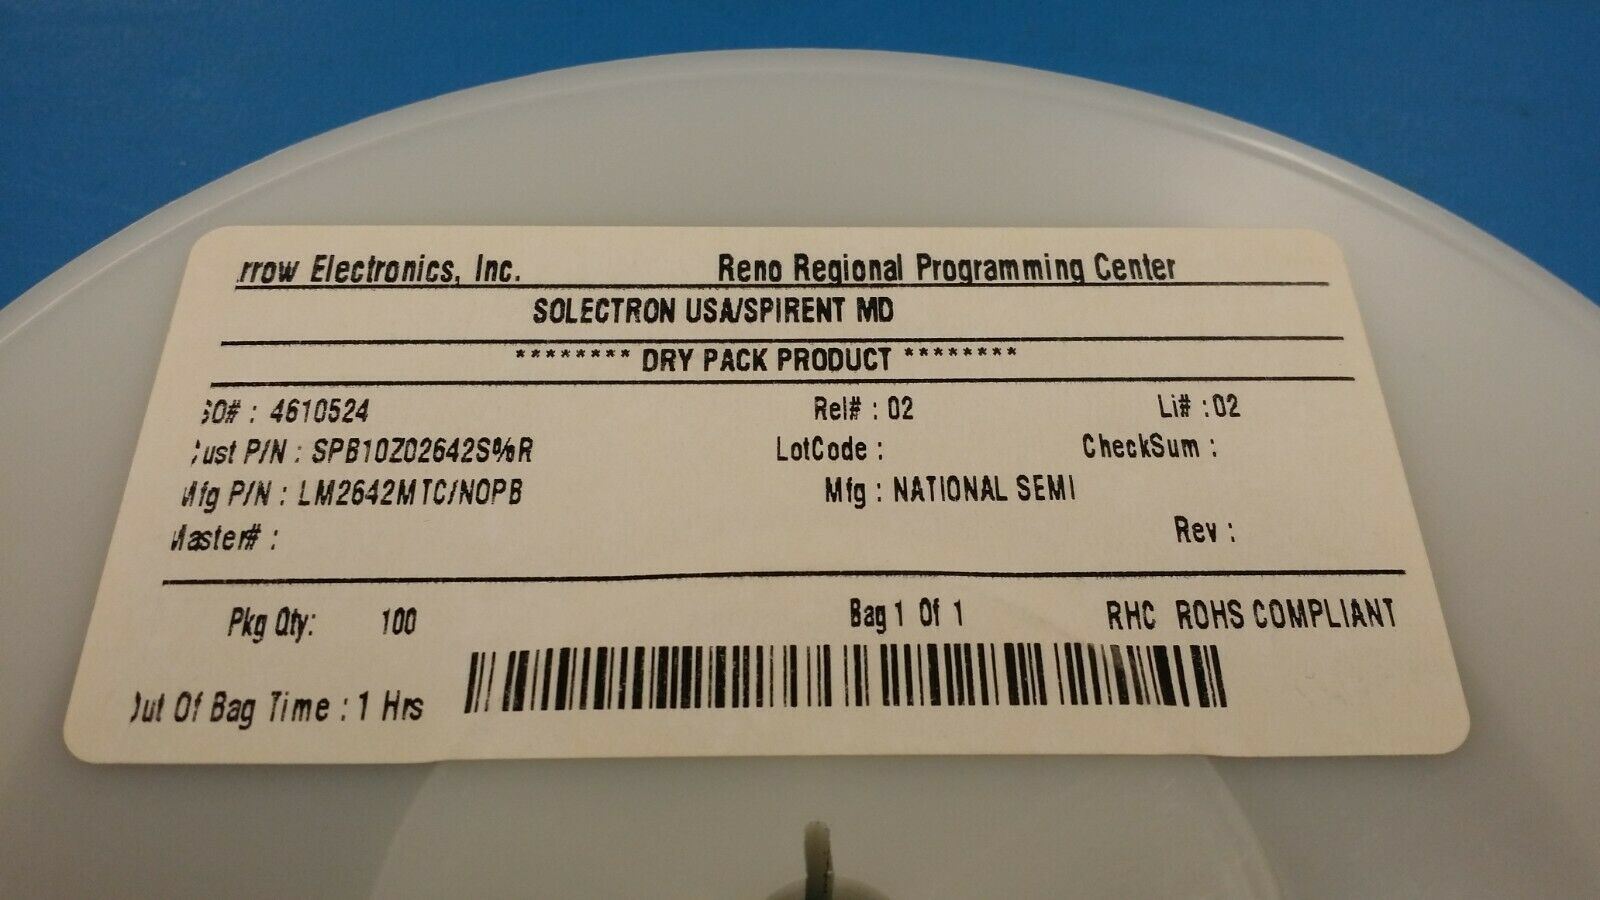 rrow Electronics, Inc. Reno Regional Programming Center
SOLECTRON USA/SPIRENT MD
******** DRY PACK PRODUCT ********
SO# : 4610524 Rel# : 02 Li# :02
Cust P/N : SPB10Z02642S%R LotCode : CheckSum :
Mfg P/N : LM2642MTC/NOPB Mfg : NATIONAL SEMI
Master# : Rev :
Pkg Qty: 100 Bag 1 Of 1 RHC ROHS COMPLIANT
Out Of Bag Time : 1 Hrs